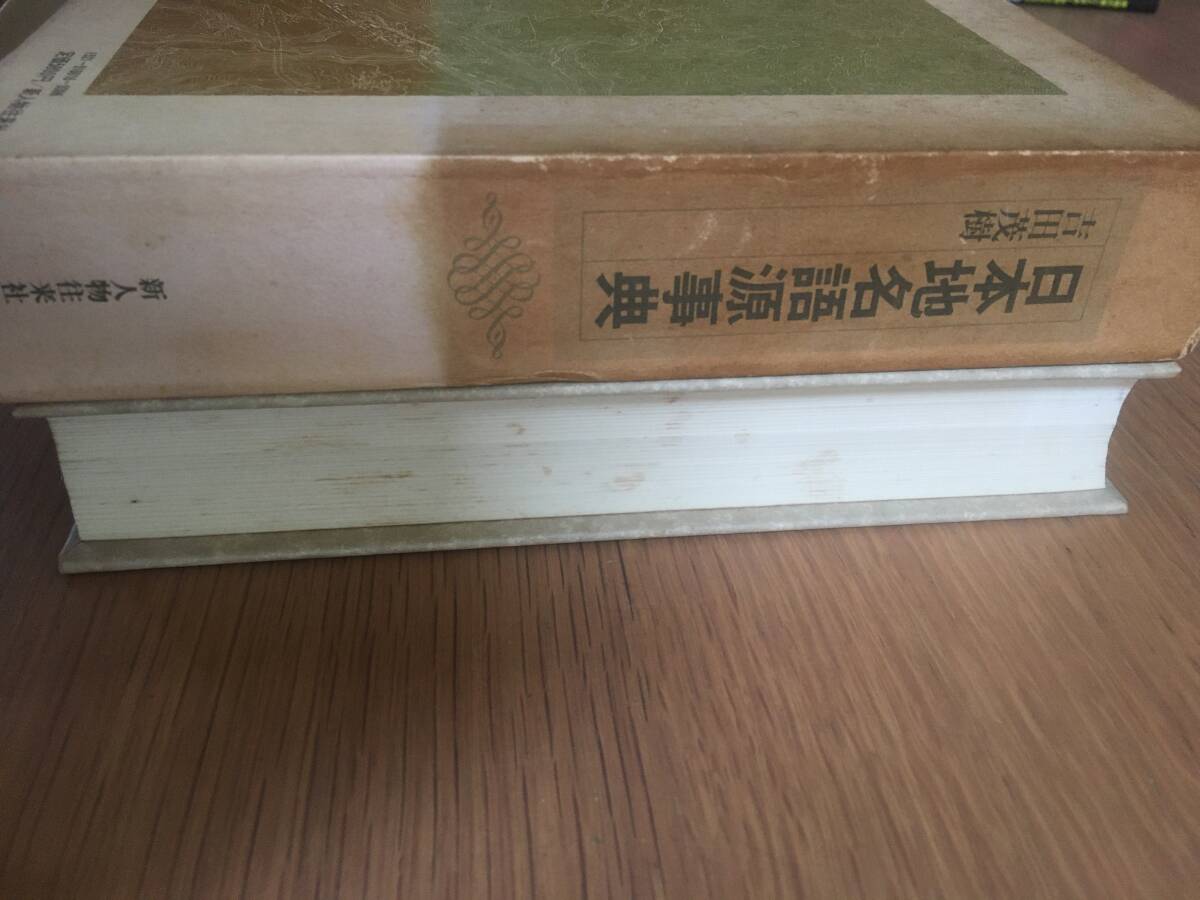 日本地名語源事典
吉田茂樹
新人物往来社